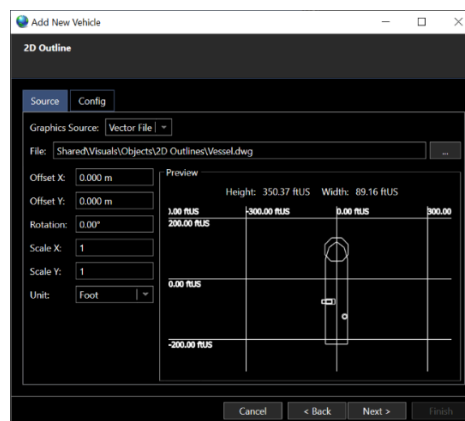 Add New Vehicle
2D Outline
Source Config
Graphics Source: Vector File
File: Shared\Visuals\Objects\2D Outlines\Vessel.dwg ...
Offset X: 0.000 m
Offset Y: 0.000 m
Rotation: 0.00°
Scale X: 1
Scale Y: 1
Unit: Foot
Preview
Height: 350.37 ftUS Width: 89.16 ftUS
).00 ftUS -300.00 ftUS 0.00 ftUS 300.00
200.00 ftUS
0.00 ftUS
-200.00 ftUS
Cancel < Back Next > Finish